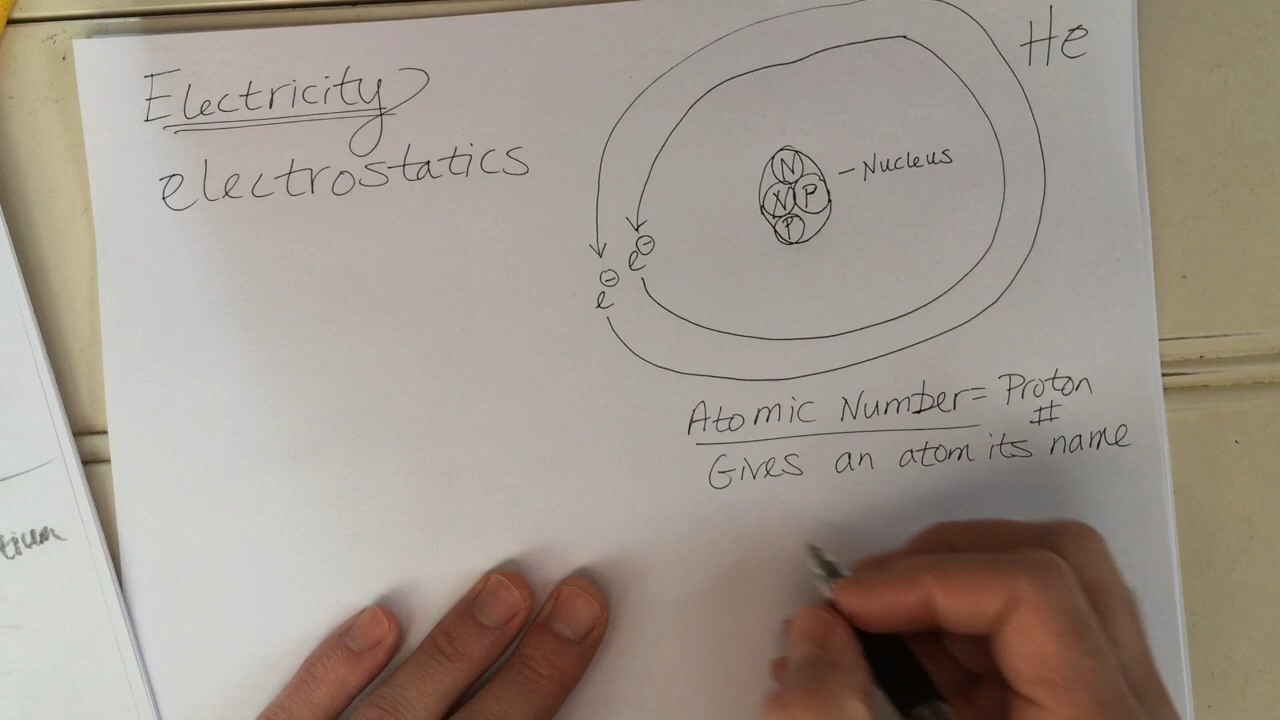 Electricity
electrostatics
He
N
N P
P
- Nucleus
e⊖
e⊖
Atomic Number = Proton
#
Gives an atom its name